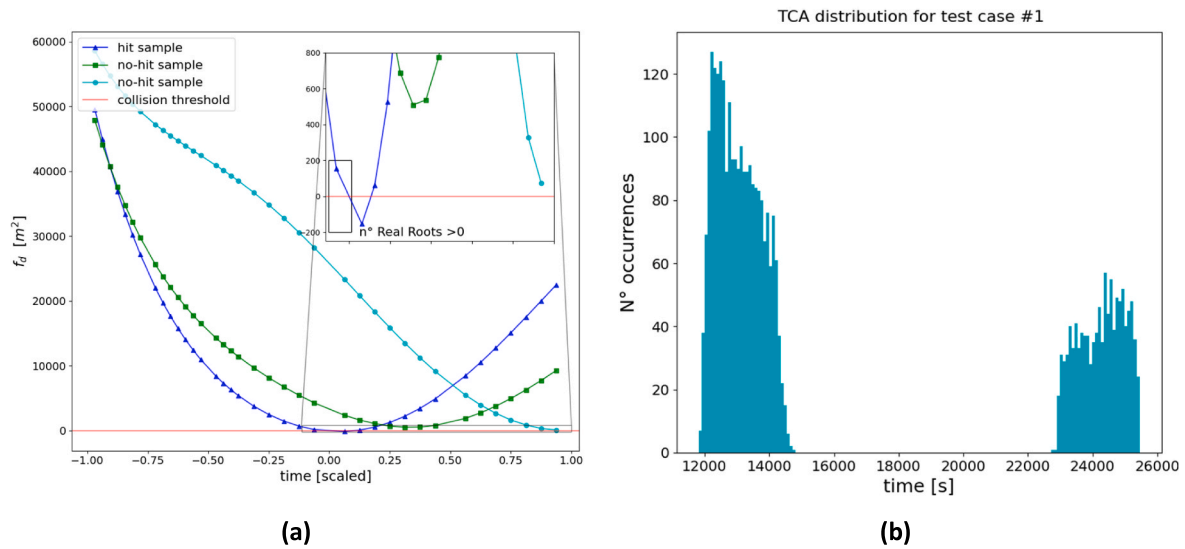 hit sample
no-hit sample
no-hit sample
collision threshold
60000
50000
40000
30000
20000
10000
0
f_d [m²]
−1.00 −0.75 −0.50 −0.25 0.00 0.25 0.50 0.75 1.00
time [scaled]
800
600
400
200
0
−200
n° Real Roots >0
(a)
TCA distribution for test case #1
120
100
80
60
40
20
0
N° occurrences
12000 14000 16000 18000 20000 22000 24000 26000
time [s]
(b)